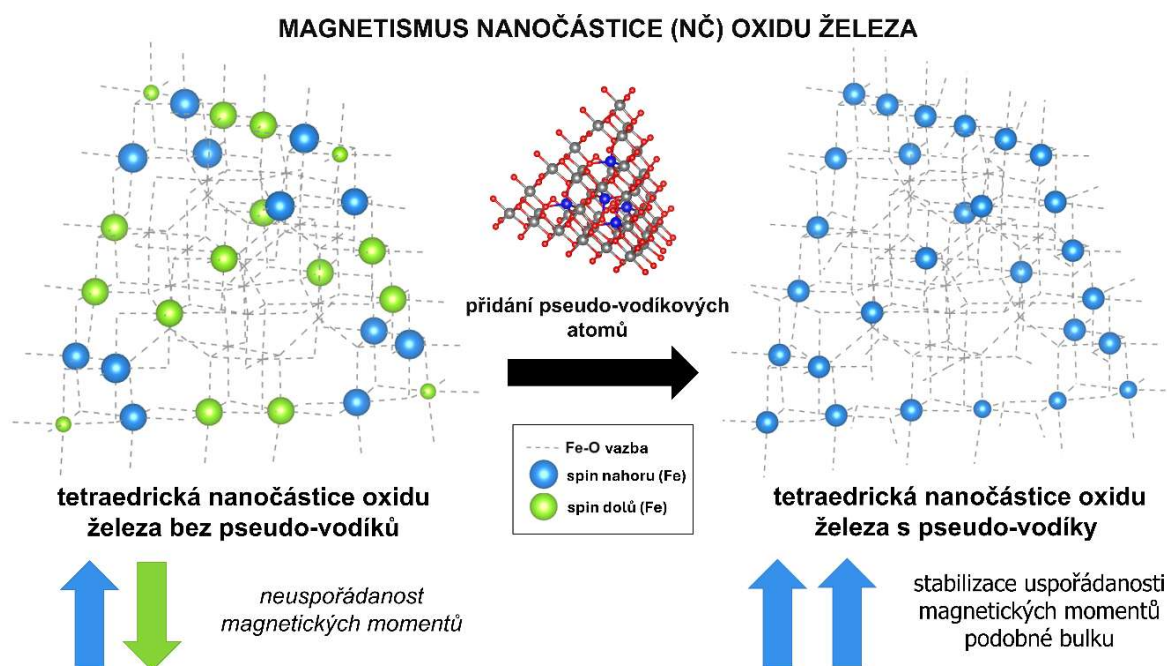 MAGNETISMUS NANOČÁSTICE (NČ) OXIDU ŽELEZA
přidání pseudo-vodíkových
atomů
Fe-O vazba
spin nahoru (Fe)
spin dolů (Fe)
tetraedrická nanočástice oxidu
železa bez pseudo-vodíků
neuspořádanost
magnetických momentů
tetraedrická nanočástice oxidu
železa s pseudo-vodíky
stabilizace uspořádanosti
magnetických momentů
podobné bulku